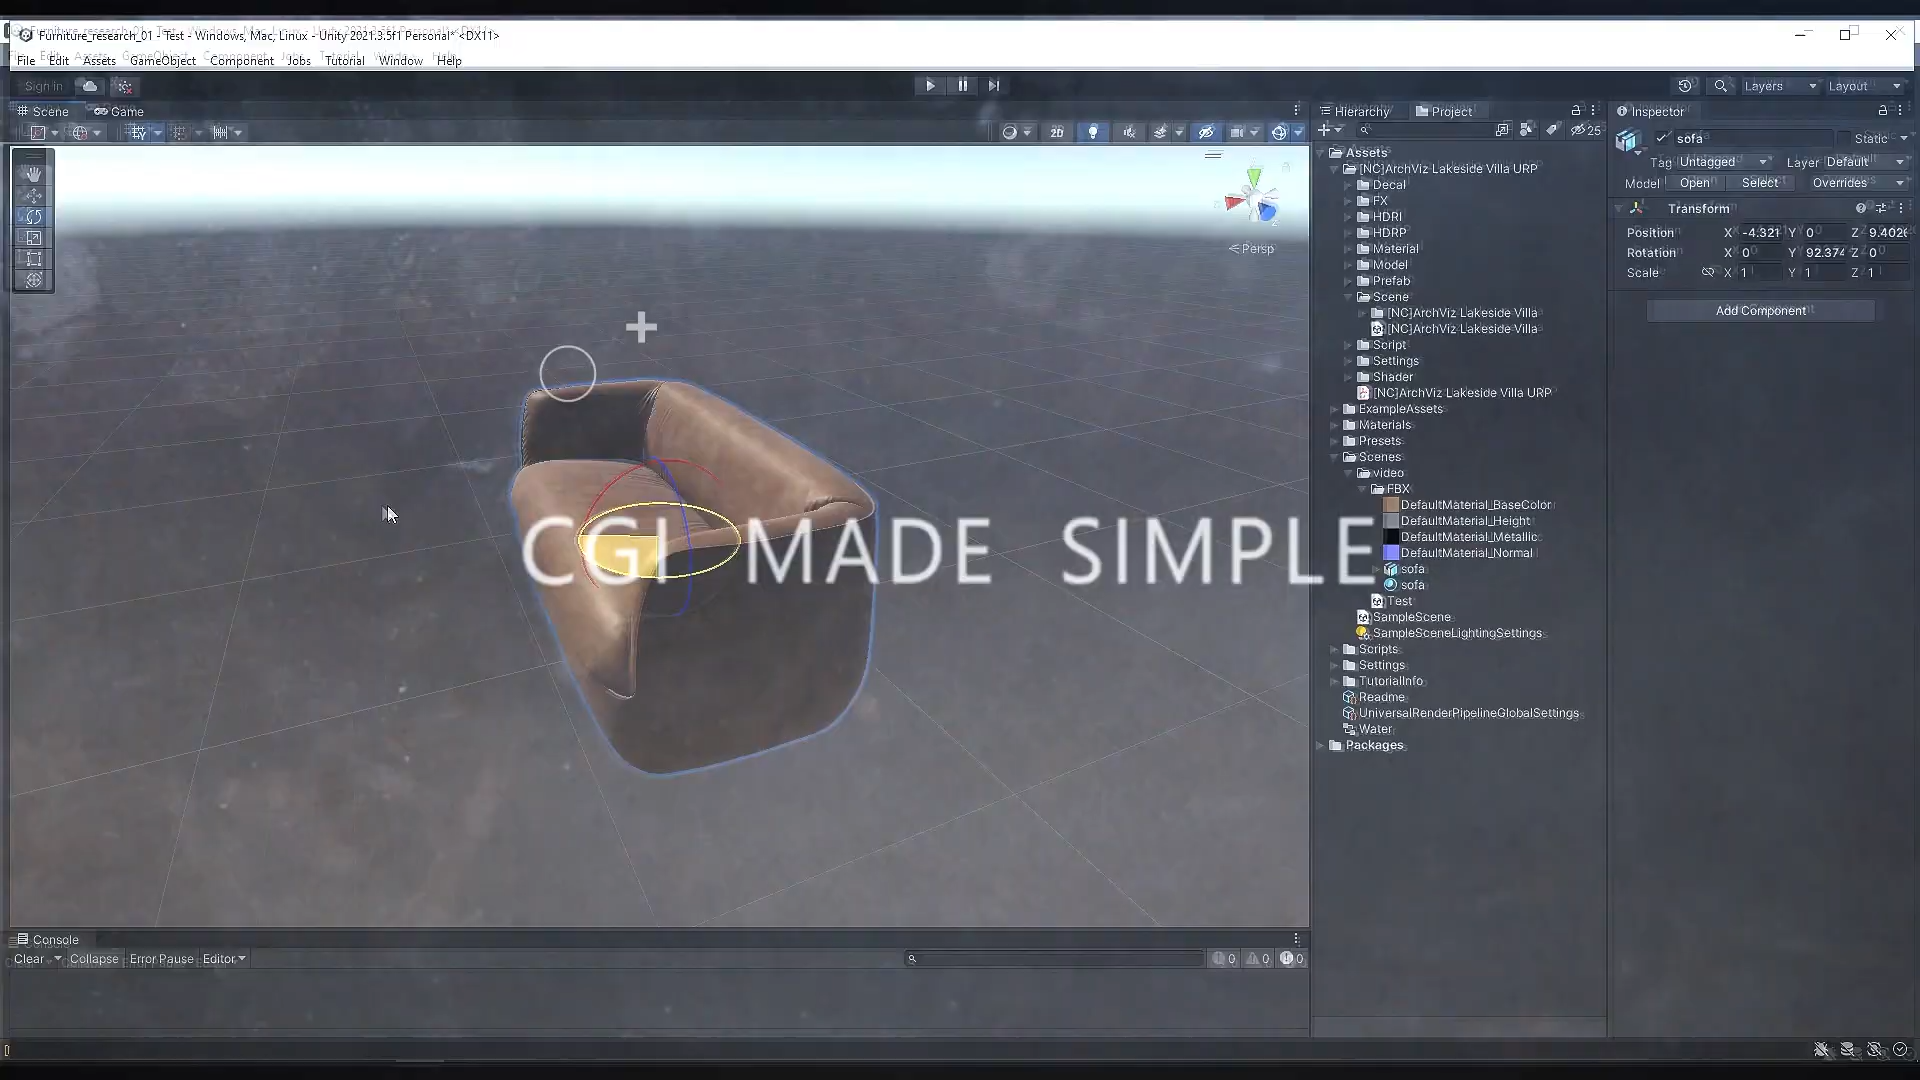 Furniture_research_01 - Test - Windows, Mac, Linux - Unity 2021.3.5f1 Personal* <DX11>
File Edit Assets GameObject Component Jobs Tutorial Window Help
Sign in
Layers Layout
Scene Game
2D
Persp
CGI MADE SIMPLE
Hierarchy Project
25
Assets
[NC]ArchViz Lakeside Villa URP
Decal
FX
HDRI
HDRP
Material
Model
Prefab
Scene
[NC]ArchViz Lakeside Villa
[NC]ArchViz Lakeside Villa
Script
Settings
Shader
[NC]ArchViz Lakeside Villa URP
ExampleAssets
Materials
Presets
Scenes
video
FBX
DefaultMaterial_BaseColor
DefaultMaterial_Height
DefaultMaterial_Metallic
DefaultMaterial_Normal
sofa
sofa
Test
SampleScene
SampleSceneLightingSettings
Scripts
Settings
TutorialInfo
Readme
UniversalRenderPipelineGlobalSettings
Water
Packages
Inspector
sofa Static
Tag Untagged Layer Default
Model Open Select Overrides
Transform
Position X -4.321 Y 0 Z 9.402
Rotation X 0 Y 92.374 Z 0
Scale X 1 Y 1 Z 1
Add Component
Console
Clear Collapse Error Pause Editor
0 0 0